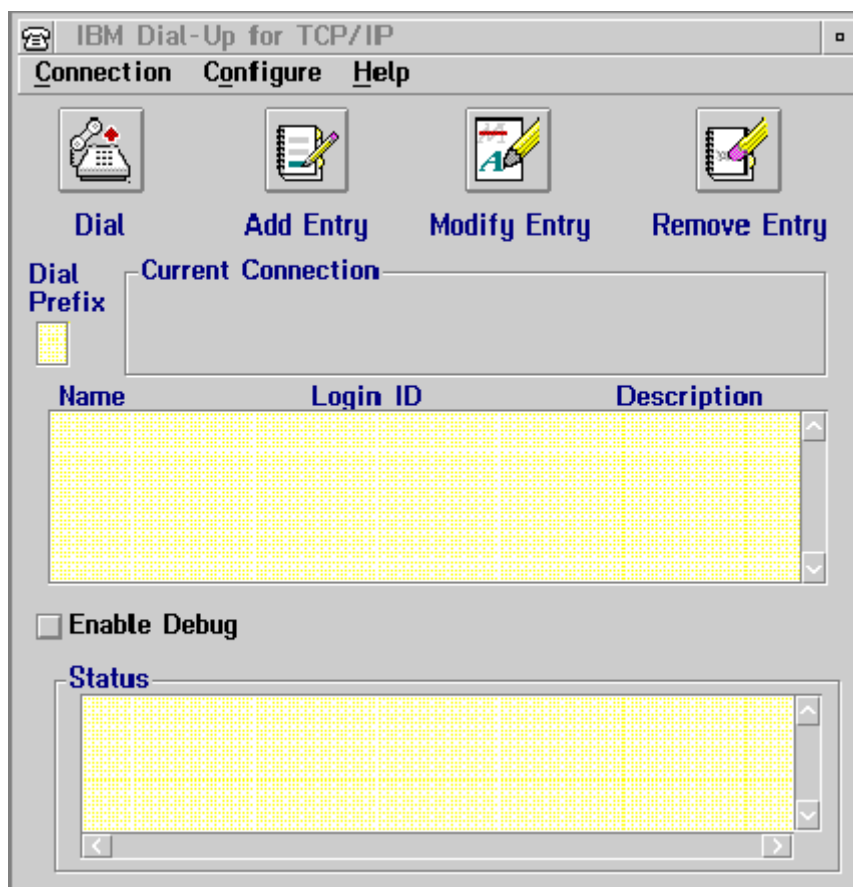 IBM Dial-Up for TCP/IP
Connection Configure Help
Dial Add Entry Modify Entry Remove Entry
Dial Prefix
Current Connection
Name Login ID Description
Enable Debug
Status